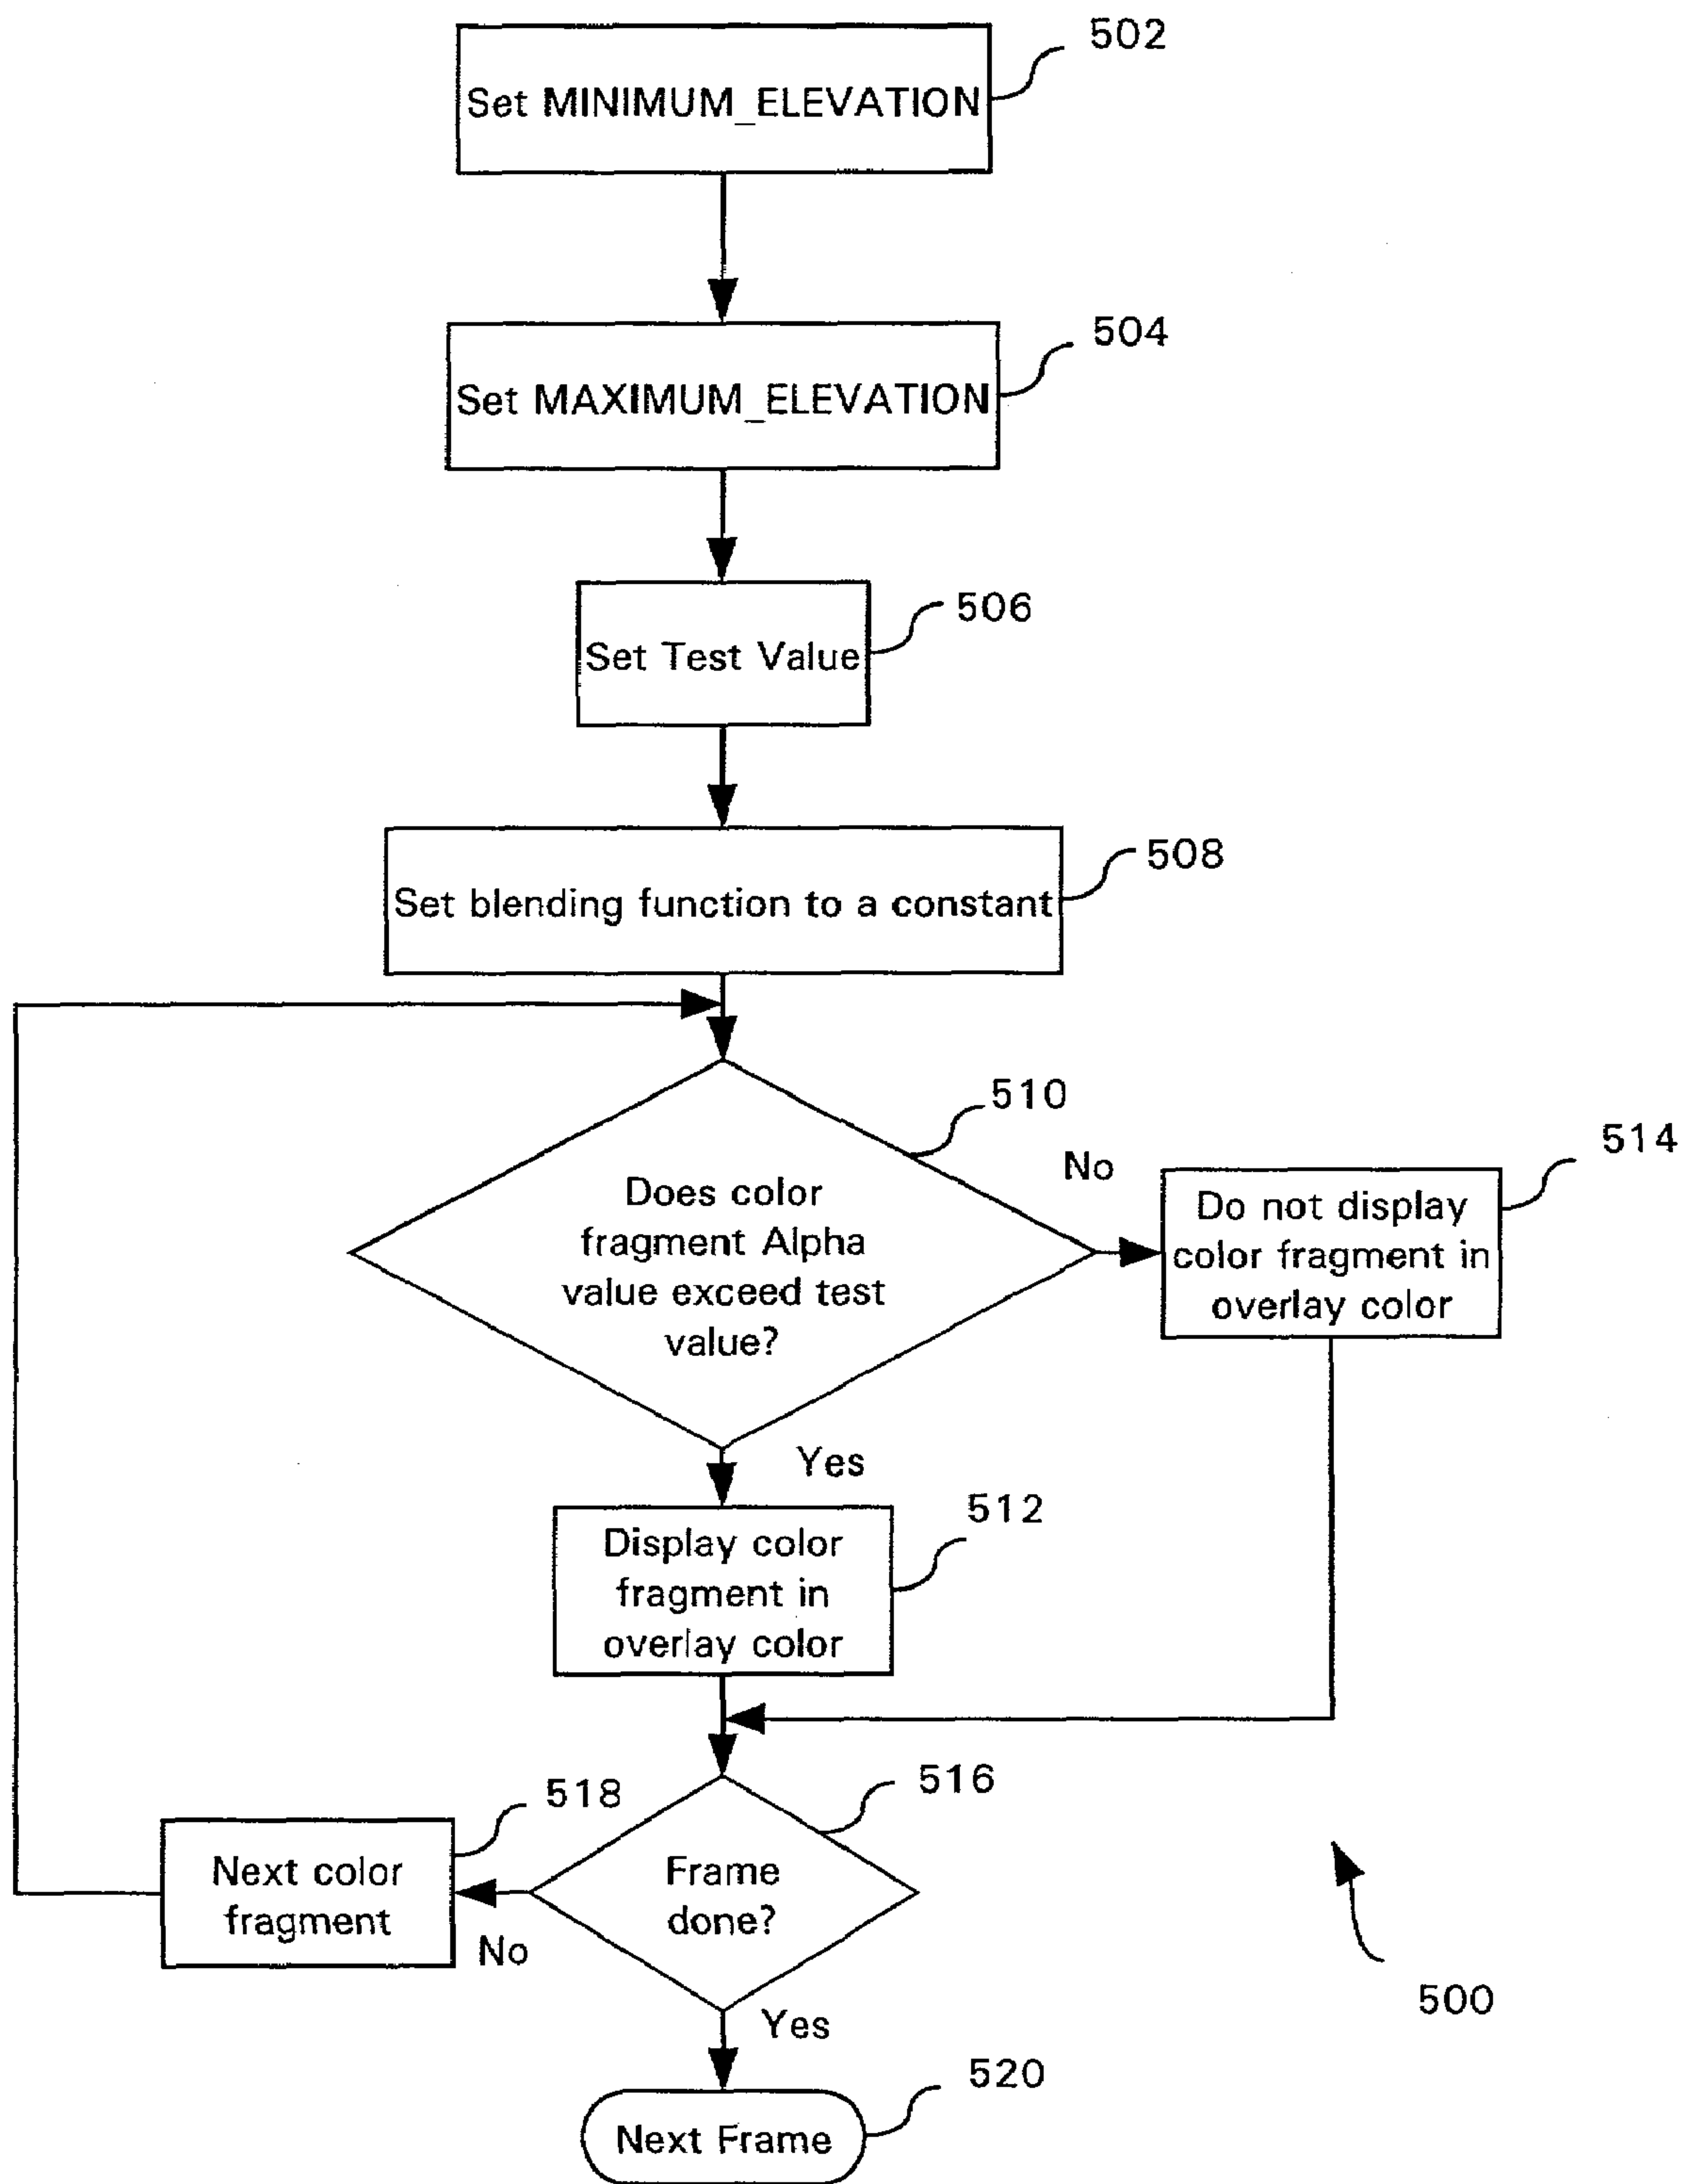 502
Set MINIMUM_ELEVATION
504
Set MAXIMUM_ELEVATION
506
Set Test Value
508
Set blending function to a constant
510
Does color
fragment Alpha
value exceed test
value?
No
514
Do not display
color fragment in
overlay color
Yes
512
Display color
fragment in
overlay color
516
Frame
done?
518
Next color
fragment
No
500
Yes
520
Next Frame